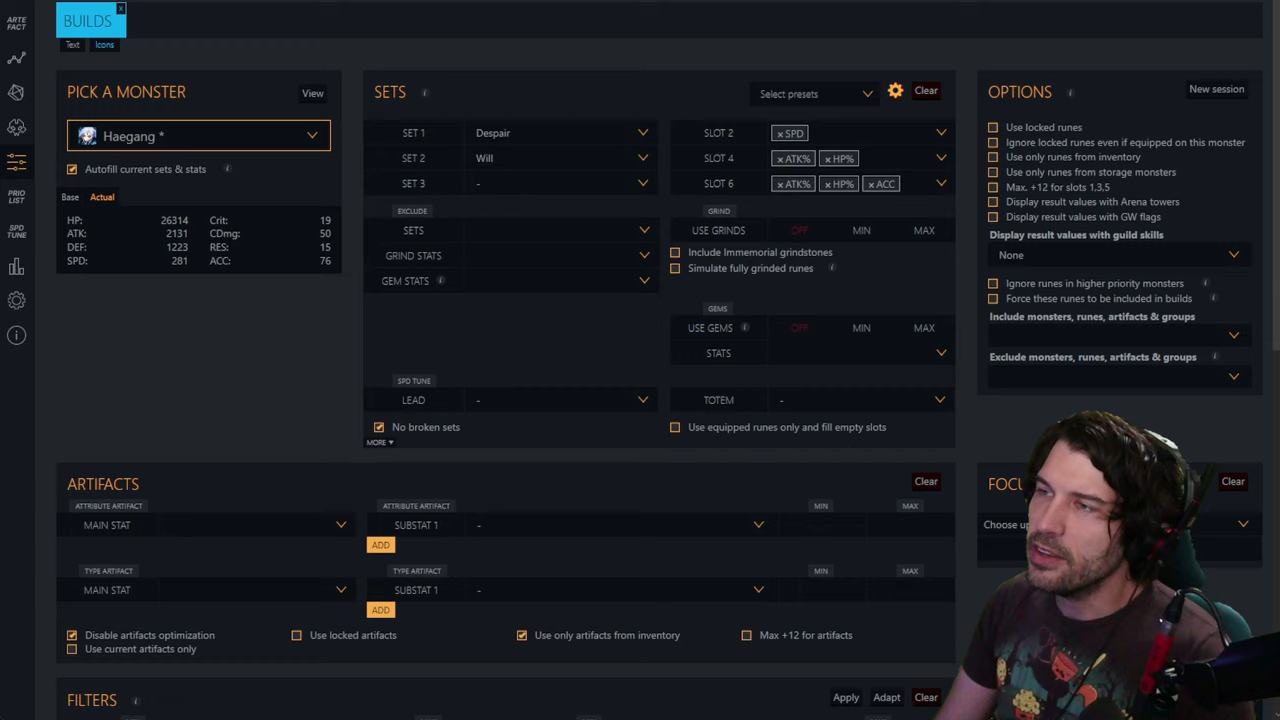 ARTE
FACT
BUILDS x
Text Icons
PICK A MONSTER View
Haegang *
Autofill current sets & stats i
Base Actual
HP: 26314 Crit: 19
ATK: 2131 CDmg: 50
DEF: 1223 RES: 15
SPD: 281 ACC: 76
PRIO
LIST
SPD
TUNE
SETS i Select presets Clear
SET 1 Despair SLOT 2 × SPD
SET 2 Will SLOT 4 × ATK% × HP%
SET 3 - SLOT 6 × ATK% × HP% × ACC
EXCLUDE GRIND
SETS USE GRINDS OFF MIN MAX
GRIND STATS Include Immemorial grindstones
Simulate fully grinded runes i
GEM STATS i
GEMS
USE GEMS i OFF MIN MAX
STATS
SPD TUNE
LEAD - TOTEM -
No broken sets Use equipped runes only and fill empty slots
MORE ▾
OPTIONS i New session
Use locked runes
Ignore locked runes even if equipped on this monster
Use only runes from inventory
Use only runes from storage monsters
Max. +12 for slots 1,3,5
Display result values with Arena towers
Display result values with GW flags
Display result values with guild skills
None
Ignore runes in higher priority monsters i
Force these runes to be included in builds i
Include monsters, runes, artifacts & groups
Exclude monsters, runes, artifacts & groups i
ARTIFACTS Clear
ATTRIBUTE ARTIFACT ATTRIBUTE ARTIFACT MIN MAX
MAIN STAT SUBSTAT 1 -
ADD
TYPE ARTIFACT TYPE ARTIFACT MIN MAX
MAIN STAT SUBSTAT 1 -
ADD
Disable artifacts optimization Use locked artifacts Use only artifacts from inventory Max +12 for artifacts
Use current artifacts only
FOCU Clear
Choose u
FILTERS i Apply Adapt Clear